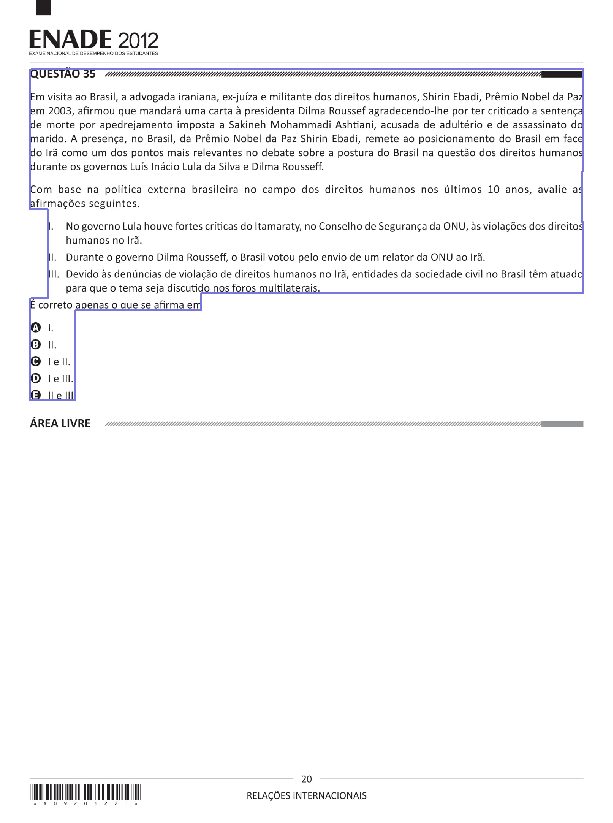 ENADE 2012
EXAME NACIONAL DE DESEMPENHO DOS ESTUDANTES
QUESTÃO 35
Em visita ao Brasil, a advogada iraniana, ex-juíza e militante dos direitos humanos, Shirin Ebadi, Prêmio Nobel da Paz
em 2003, afirmou que mandará uma carta à presidenta Dilma Roussef agradecendo-lhe por ter criticado a sentença
de morte por apedrejamento imposta a Sakineh Mohammadi Ashtiani, acusada de adultério e de assassinato do
marido. A presença, no Brasil, da Prêmio Nobel da Paz Shirin Ebadi, remete ao posicionamento do Brasil em face
do Irã como um dos pontos mais relevantes no debate sobre a postura do Brasil na questão dos direitos humanos
durante os governos Luís Inácio Lula da Silva e Dilma Rousseff.
Com base na política externa brasileira no campo dos direitos humanos nos últimos 10 anos, avalie as
afirmações seguintes.
I. No governo Lula houve fortes críticas do Itamaraty, no Conselho de Segurança da ONU, às violações dos direitos
humanos no Irã.
II. Durante o governo Dilma Rousseff, o Brasil votou pelo envio de um relator da ONU ao Irã.
III. Devido às denúncias de violação de direitos humanos no Irã, entidades da sociedade civil no Brasil têm atuado
para que o tema seja discutido nos foros multilaterais.
É correto apenas o que se afirma em
A I.
B II.
C I e II.
D I e III.
E II e III
ÁREA LIVRE
20
RELAÇÕES INTERNACIONAIS